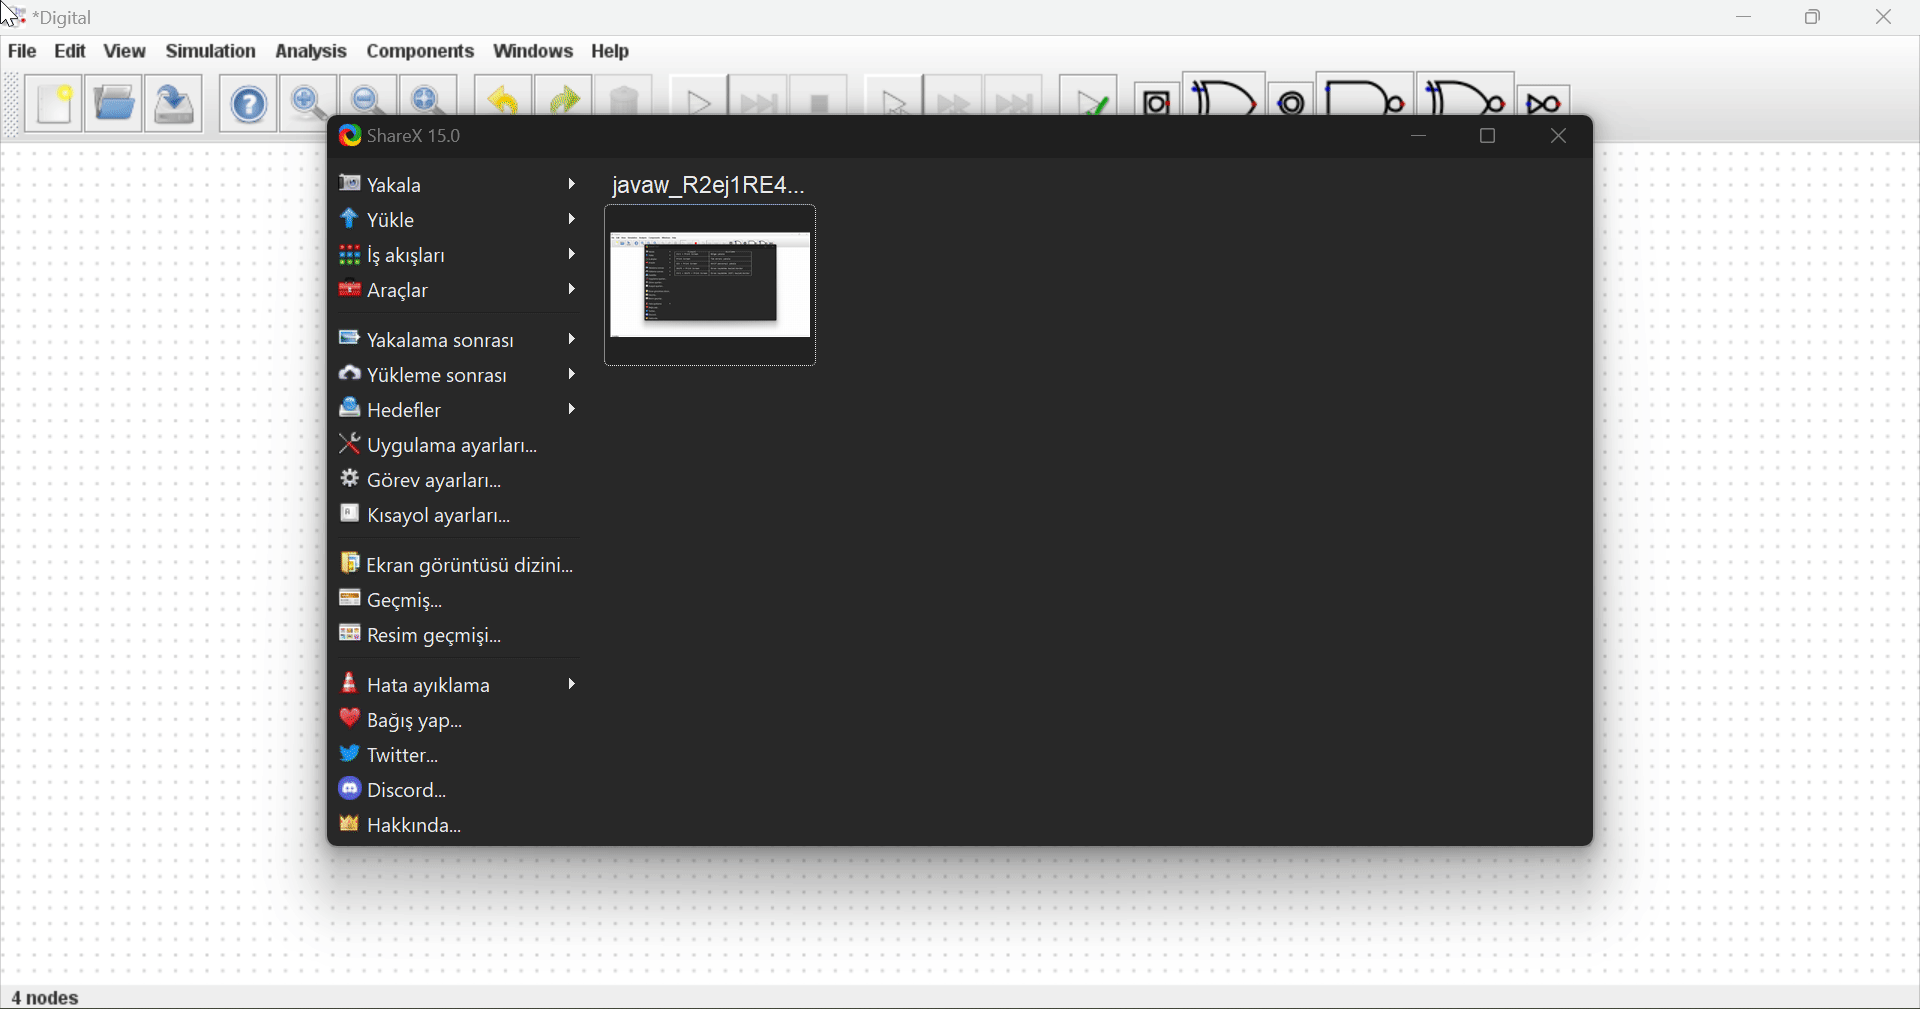 *Digital
File Edit View Simulation Analysis Components Windows Help
ShareX 15.0
Yakala
Yükle
İş akışları
Araçlar
Yakalama sonrası
Yükleme sonrası
Hedefler
Uygulama ayarları...
Görev ayarları...
Kısayol ayarları...
Ekran görüntüsü dizini...
Geçmiş...
Resim geçmişi...
Hata ayıklama
Bağış yap...
Twitter...
Discord...
Hakkında...
javaw_R2ej1RE4...
4 nodes